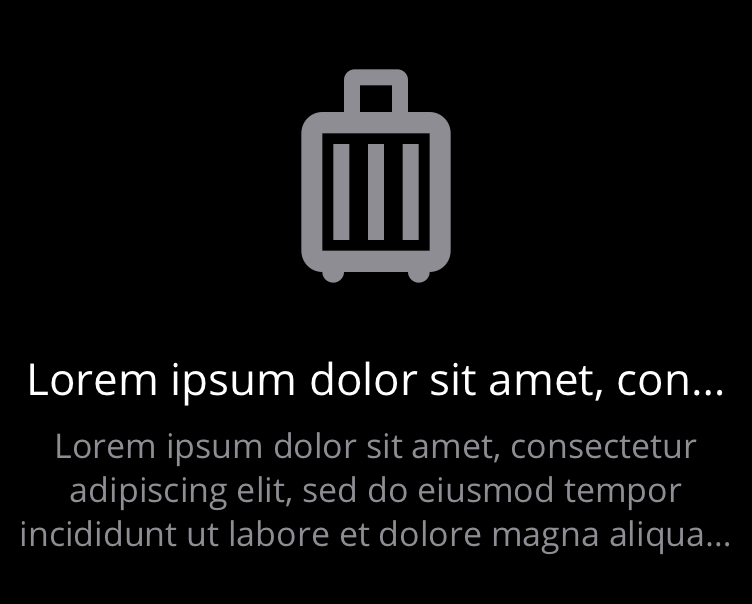 Lorem ipsum dolor sit amet, con...
Lorem ipsum dolor sit amet, consectetur
adipiscing elit, sed do eiusmod tempor
incididunt ut labore et dolore magna aliqua...